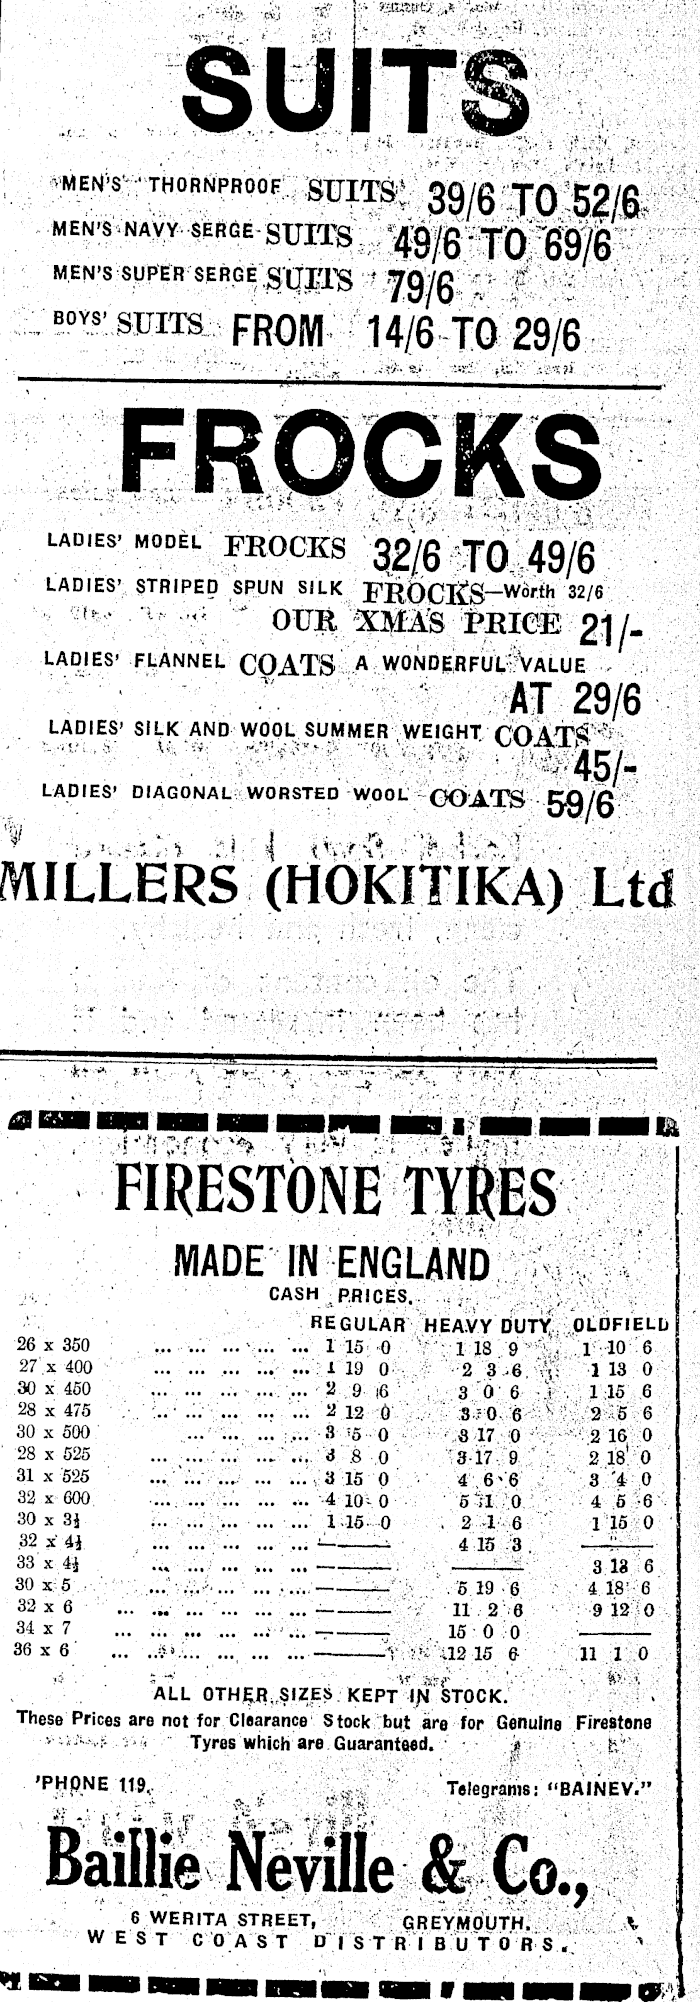 SUITS
MEN'S THORNPROOF SUITS 39/6 TO 52/6
MEN'S NAVY SERGE SUITS 49/6 TO 69/6
MEN'S SUPER SERGE SUITS 79/6
BOYS' SUITS FROM 14/6 TO 29/6
FROCKS
LADIES' MODEL FROCKS 32/6 TO 49/6
LADIES' STRIPED SPUN SILK FROCKS—Worth 32/6
OUR XMAS PRICE 21/-
LADIES' FLANNEL COATS A WONDERFUL VALUE
AT 29/6
LADIES' SILK AND WOOL SUMMER WEIGHT COATS
45/-
LADIES' DIAGONAL WORSTED WOOL COATS 59/6
MILLERS (HOKITIKA) Ltd
FIRESTONE TYRES
MADE IN ENGLAND
CASH PRICES.
REGULAR HEAVY DUTY OLDFIELD
26 x 350 ... ... ... ... ... 1 15 0 1 18 9 1 10 6
27 x 400 ... ... ... ... ... 1 19 0 2 3 6 1 13 0
30 x 450 ... ... ... ... ... 2 9 6 3 0 6 1 15 6
28 x 475 ... ... ... ... ... 2 12 0 3 0 6 2 5 6
30 x 500 ... ... ... ... 3 5 0 3 17 0 2 16 0
28 x 525 ... ... ... ... ... 3 8 0 3 17 9 2 18 0
31 x 525 ... ... ... ... ... 3 15 0 4 6 6 3 4 0
32 x 600 ... ... ... ... ... 4 10 0 5 1 0 4 5 6
30 x 3½ ... ... ... ... ... 1 15 0 2 1 6 1 15 0
32 x 4½ ... ... ... ... ... ——— 4 15 3 ———
33 x 4½ ... ... ... ... ... ——— ——— 3 18 6
30 x 5 ... ... ... ... ... ——— 5 19 6 4 18 6
32 x 6 ... ... ... ... ... ... ——— 11 2 6 9 12 0
34 x 7 ... ... ... ... ... ... ——— 15 0 0 ———
36 x 6 ... ... ... ... ... ... ——— 12 15 6 11 1 0
ALL OTHER SIZES KEPT IN STOCK.
These Prices are not for Clearance Stock but are for Genuine Firestone
Tyres which are Guaranteed.
'PHONE 119. Telegrams: "BAINEV."
Baillie Neville & Co.,
6 WERITA STREET, GREYMOUTH.
WEST COAST DISTRIBUTORS.